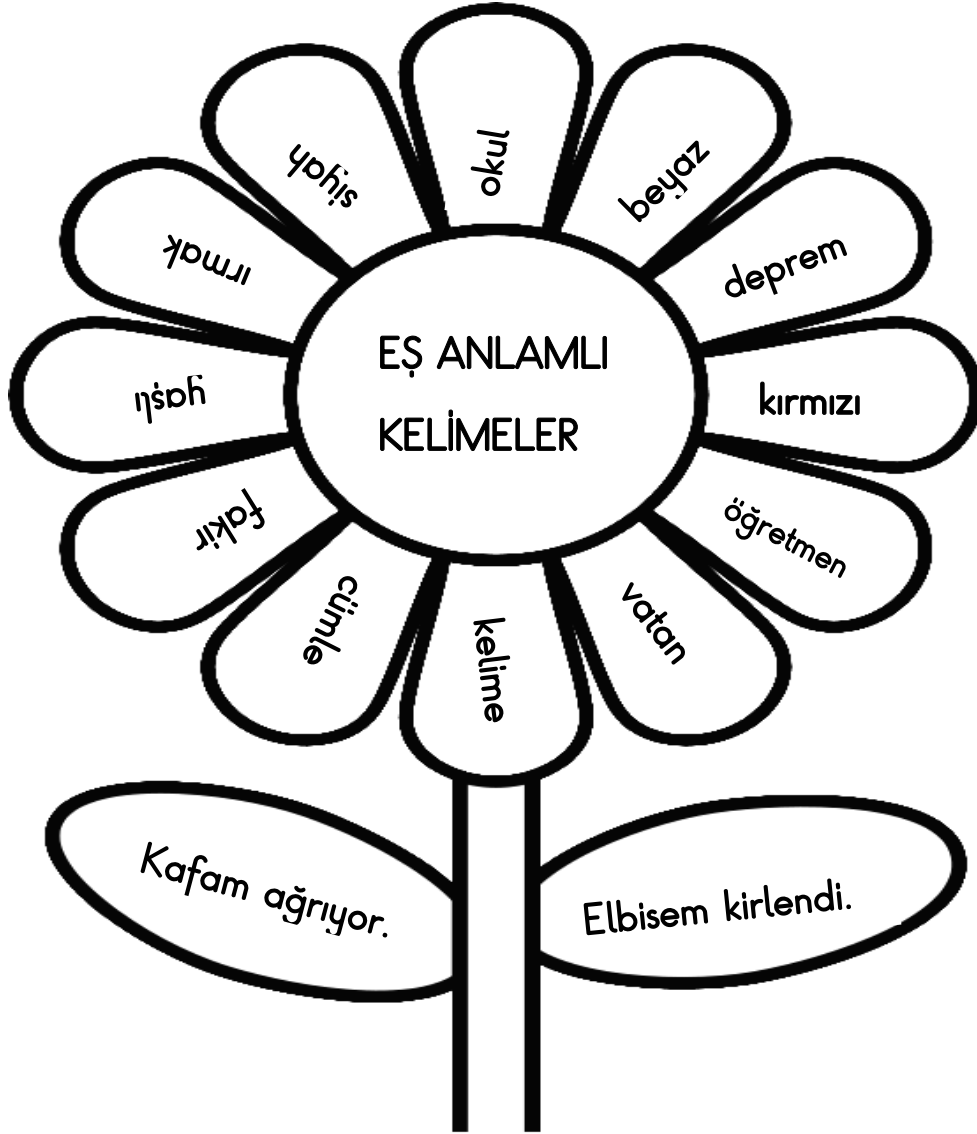 EŞ ANLAMLI
KELİMELER
okul
beyaz
deprem
kırmızı
öğretmen
vatan
kelime
cümle
fakir
yaşlı
ırmak
siyah
Kafam ağrıyor.
Elbisem kirlendi.